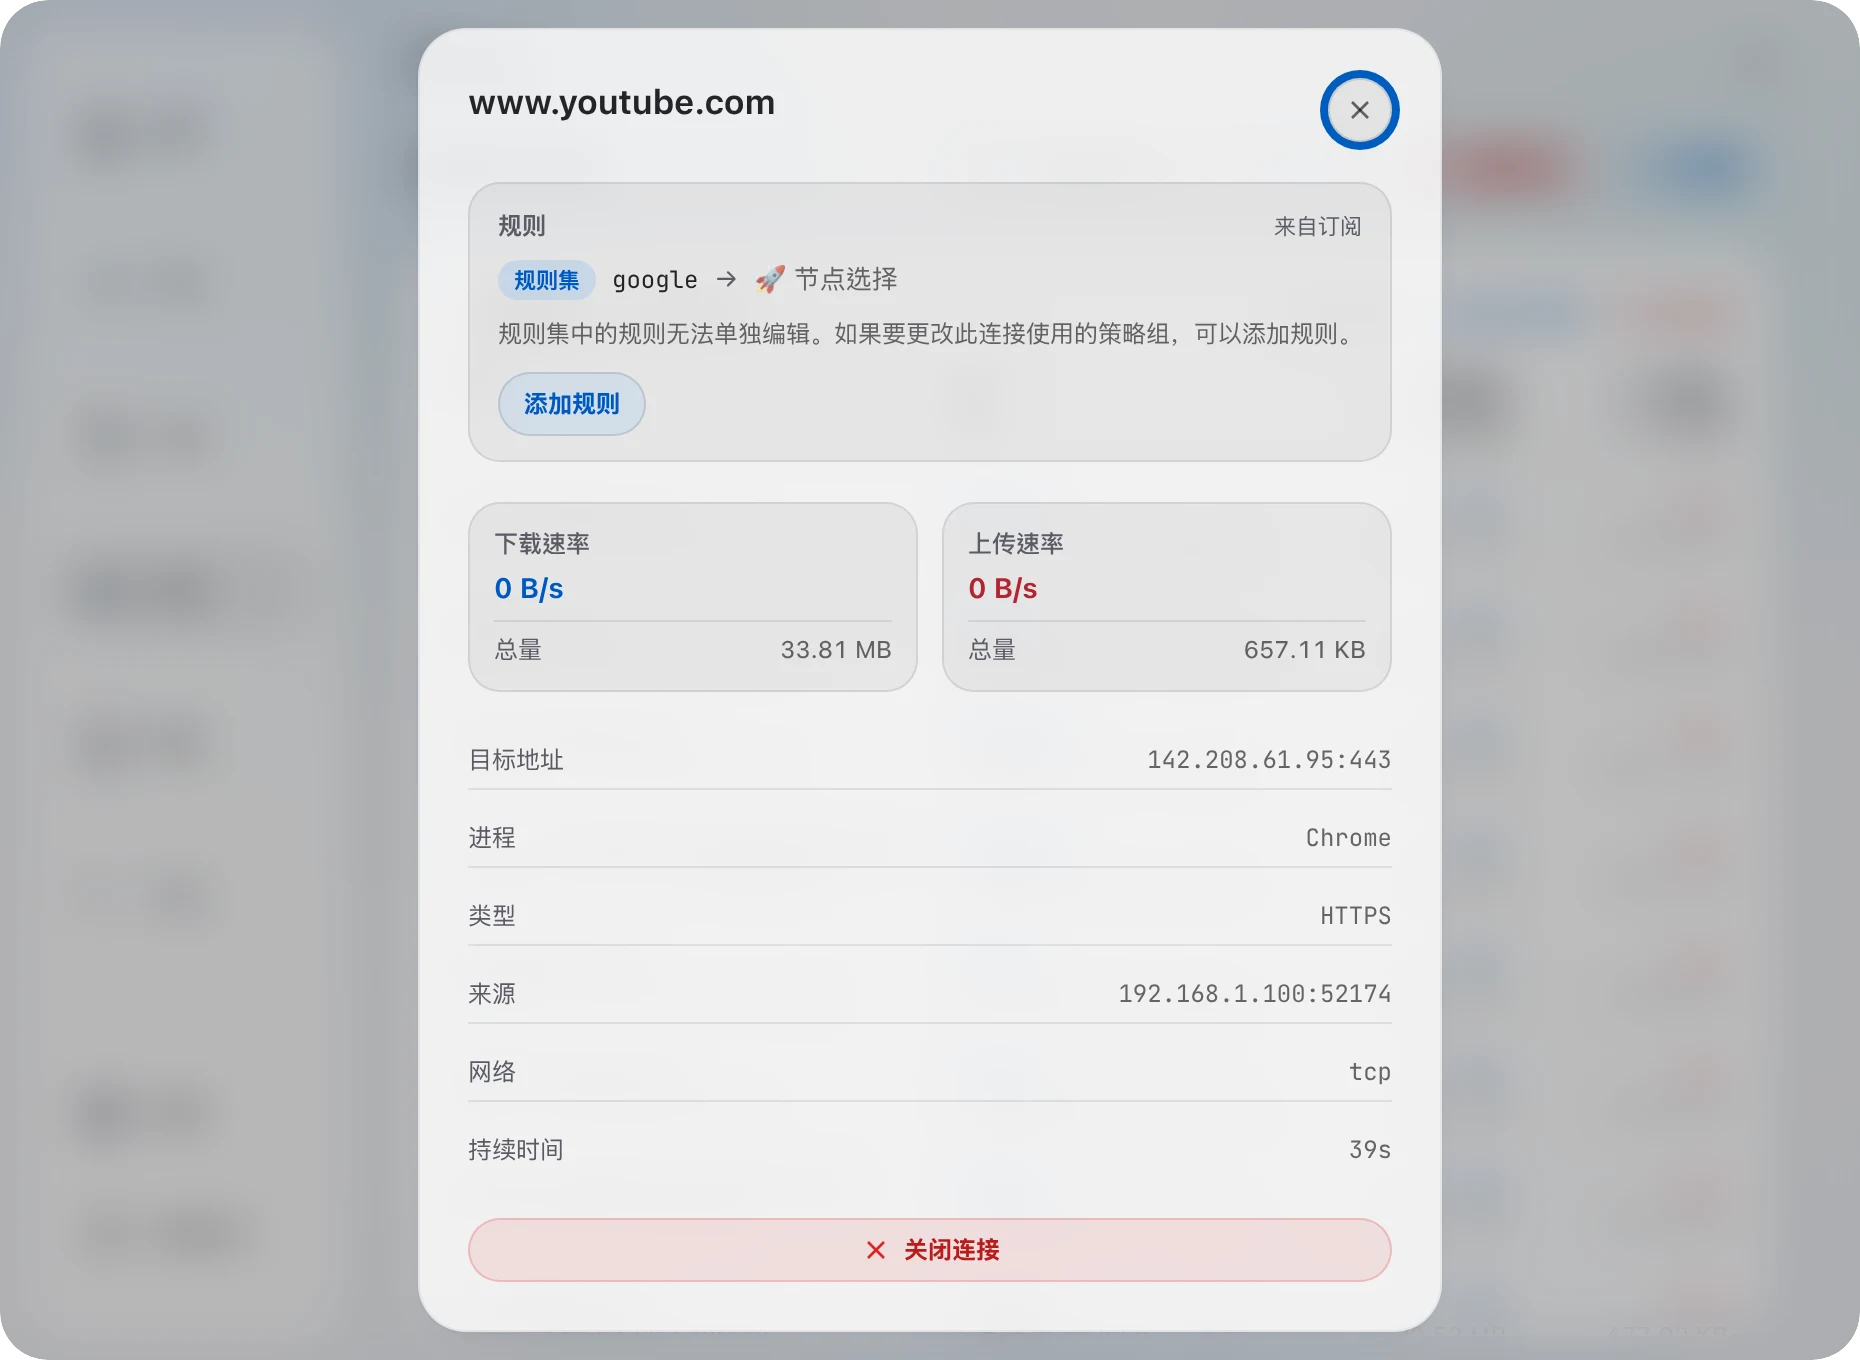 www.youtube.com
规则
来自订阅
规则集 google → 🚀 节点选择
规则集中的规则无法单独编辑。如果要更改此连接使用的策略组，可以添加规则。
添加规则
下载速率
0 B/s
总量 33.81 MB
上传速率
0 B/s
总量 657.11 KB
目标地址 142.208.61.95:443
进程 Chrome
类型 HTTPS
来源 192.168.1.100:52174
网络 tcp
持续时间 39s
关闭连接